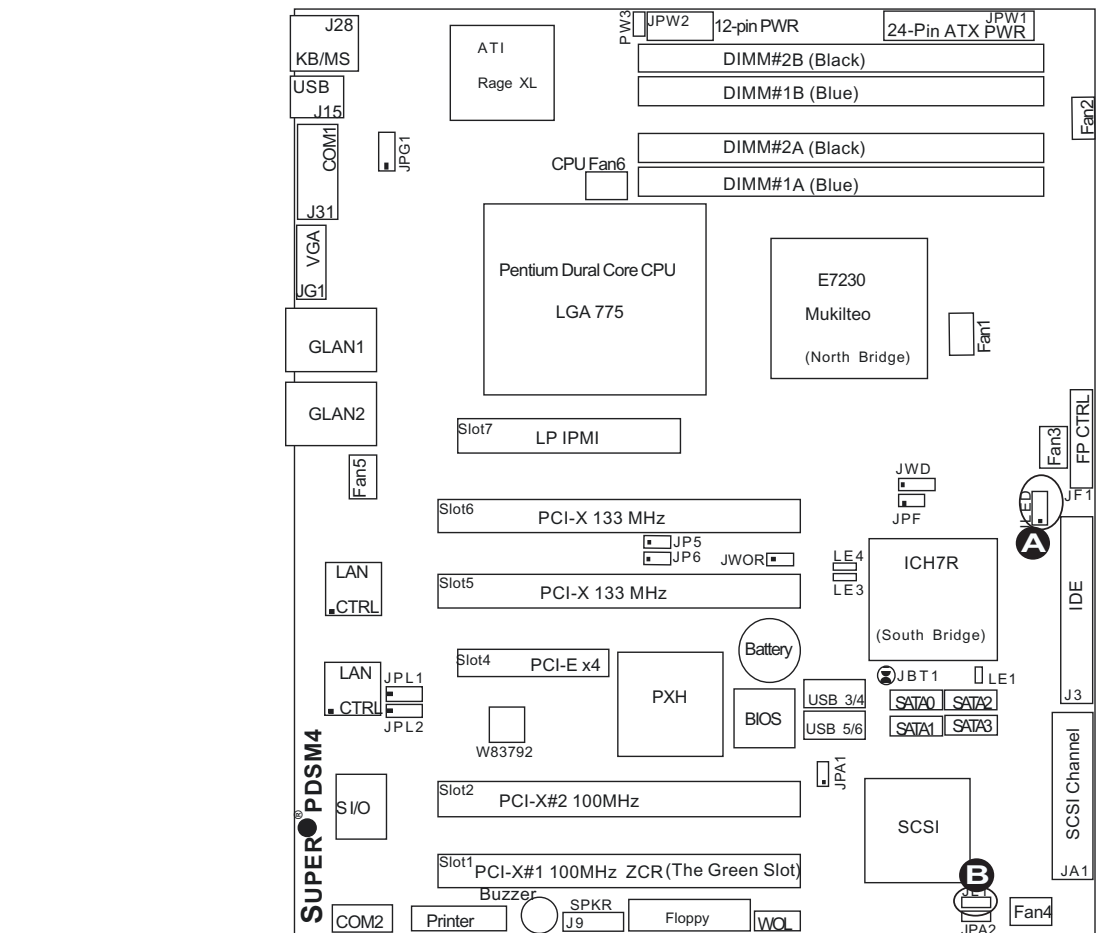 J28
KB/MS
USB
J15
COM1
J31
VGA
JG1
GLAN1
GLAN2
Fan5
JPG1
ATI
Rage XL
PW3
JPW2
12-pin PWR
JPW1
24-Pin ATX PWR
DIMM#2B (Black)
DIMM#1B (Blue)
DIMM#2A (Black)
DIMM#1A (Blue)
Fan2
CPU Fan6
Pentium Dural Core CPU
LGA 775
E7230
Mukilteo
(North Bridge)
Fan1
Slot7
LP IPMI
Fan3
FP CTRL
JF1
JWD
JPF
A
Slot6
PCI-X 133 MHz
JP5
JP6
JWOR
LE4
LE3
ICH7R
(South Bridge)
IDE
J3
LAN
CTRL
Slot5
PCI-X 133 MHz
Battery
Slot4
PCI-E x4
PXH
BIOS
USB 3/4
USB 5/6
JBT1
LE1
SATA0
SATA2
SATA1
SATA3
LAN
CTRL
JPL1
JPL2
W83792
JPA1
SCSI Channel
JA1
SUPER® PDSM4
S I/O
Slot2
PCI-X#2 100MHz
SCSI
Slot1
PCI-X#1 100MHz ZCR (The Green Slot)
Buzzer
B
COM2
Printer
SPKR
J9
Floppy
WOL
JPA2
Fan4